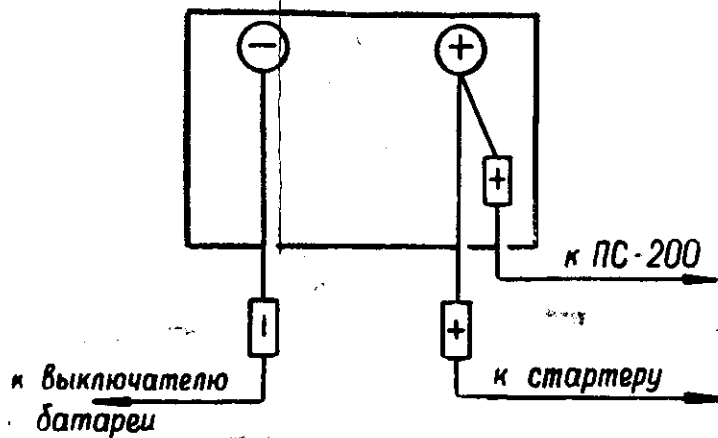 − +
+
к ПС-200
− +
к выключателю
к стартеру
батареи